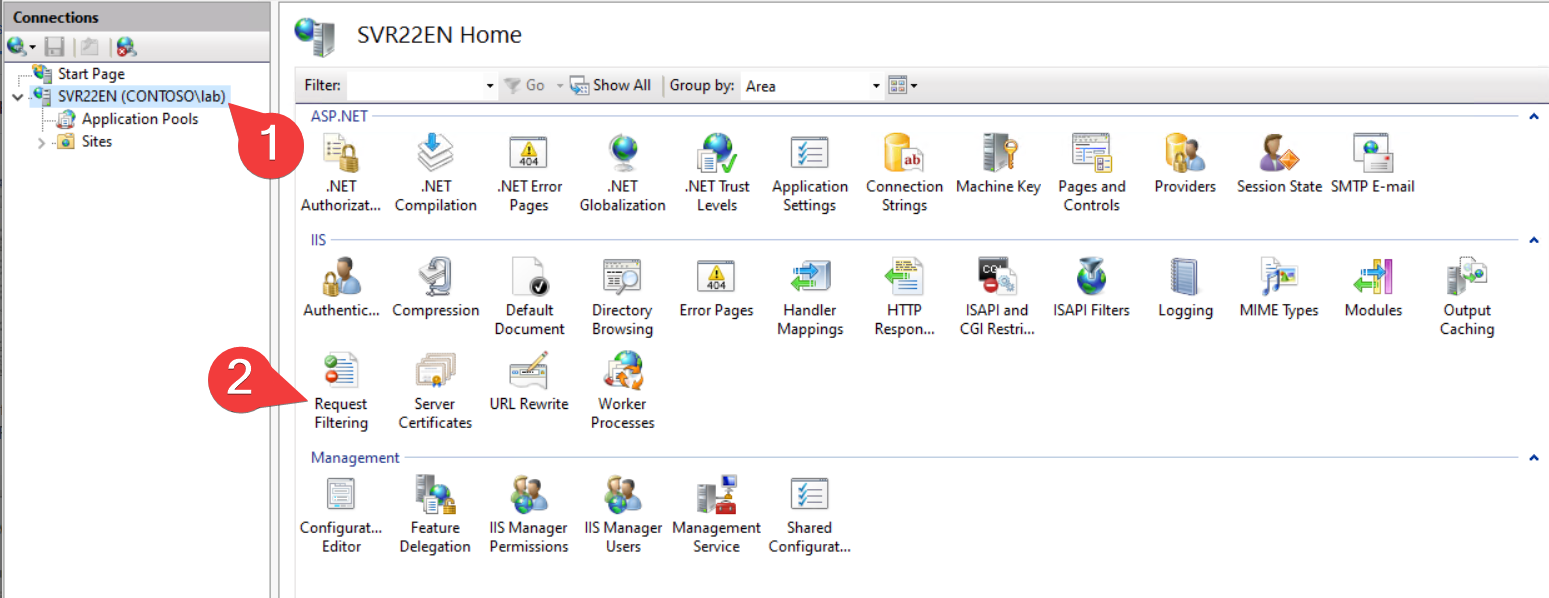 Connections
Start Page
SVR22EN (CONTOSO\lab)
Application Pools
Sites
1
2
SVR22EN Home
Filter:
Go
Show All
Group by:
Area
ASP.NET
.NET Authorizat...
.NET Compilation
.NET Error Pages
.NET Globalization
.NET Trust Levels
Application Settings
Connection Strings
Machine Key
Pages and Controls
Providers
Session State
SMTP E-mail
IIS
Authentic...
Compression
Default Document
Directory Browsing
Error Pages
Handler Mappings
HTTP Respon...
ISAPI and CGI Restri...
ISAPI Filters
Logging
MIME Types
Modules
Output Caching
Request Filtering
Server Certificates
URL Rewrite
Worker Processes
Management
Configurat... Editor
Feature Delegation
IIS Manager Permissions
IIS Manager Users
Management Service
Shared Configurat...